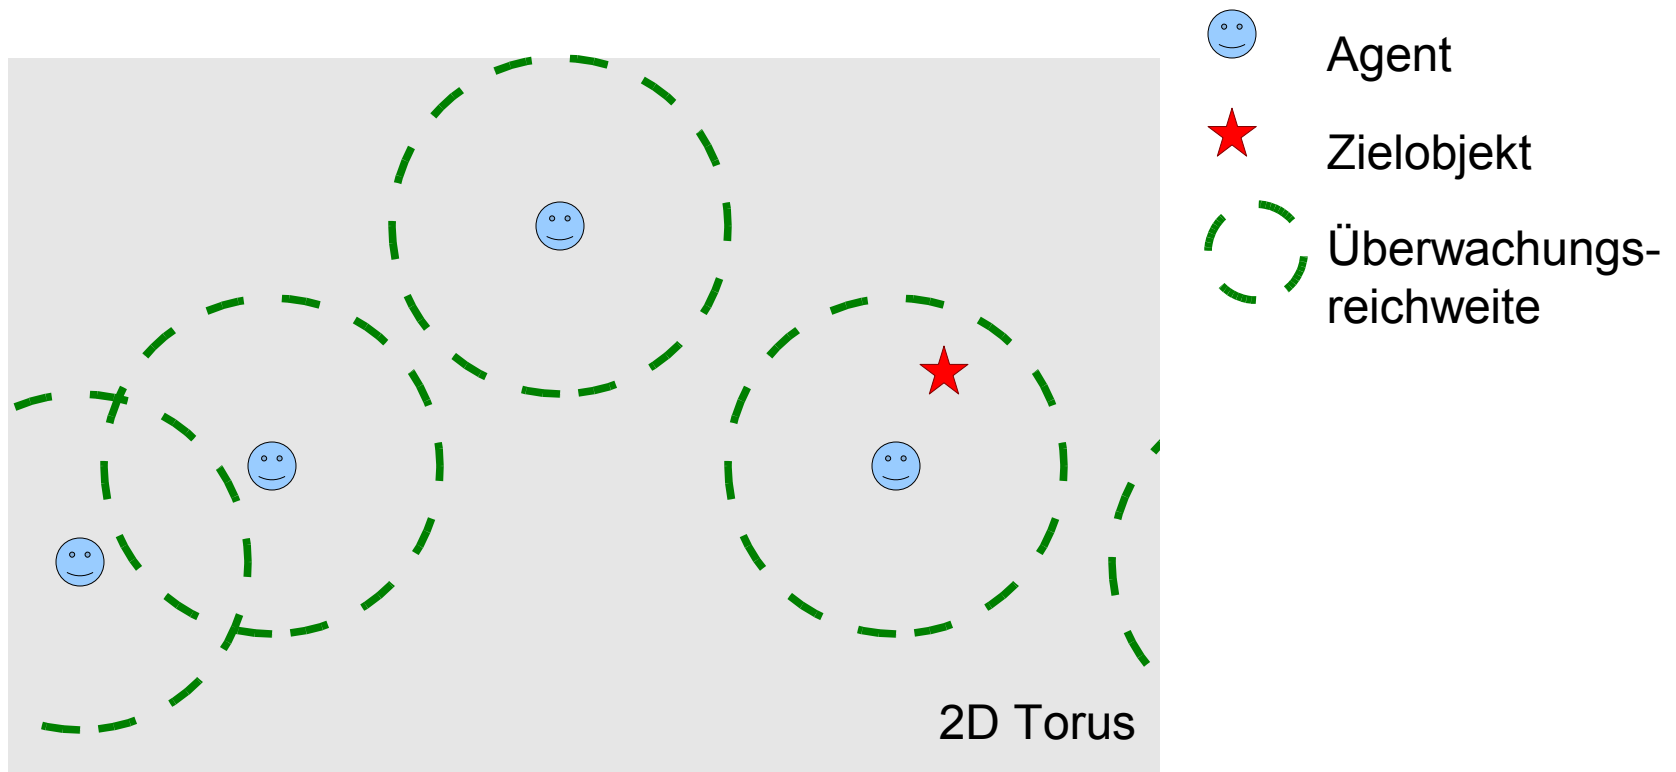 Agent
Zielobjekt
Überwachungs-
reichweite
2D Torus